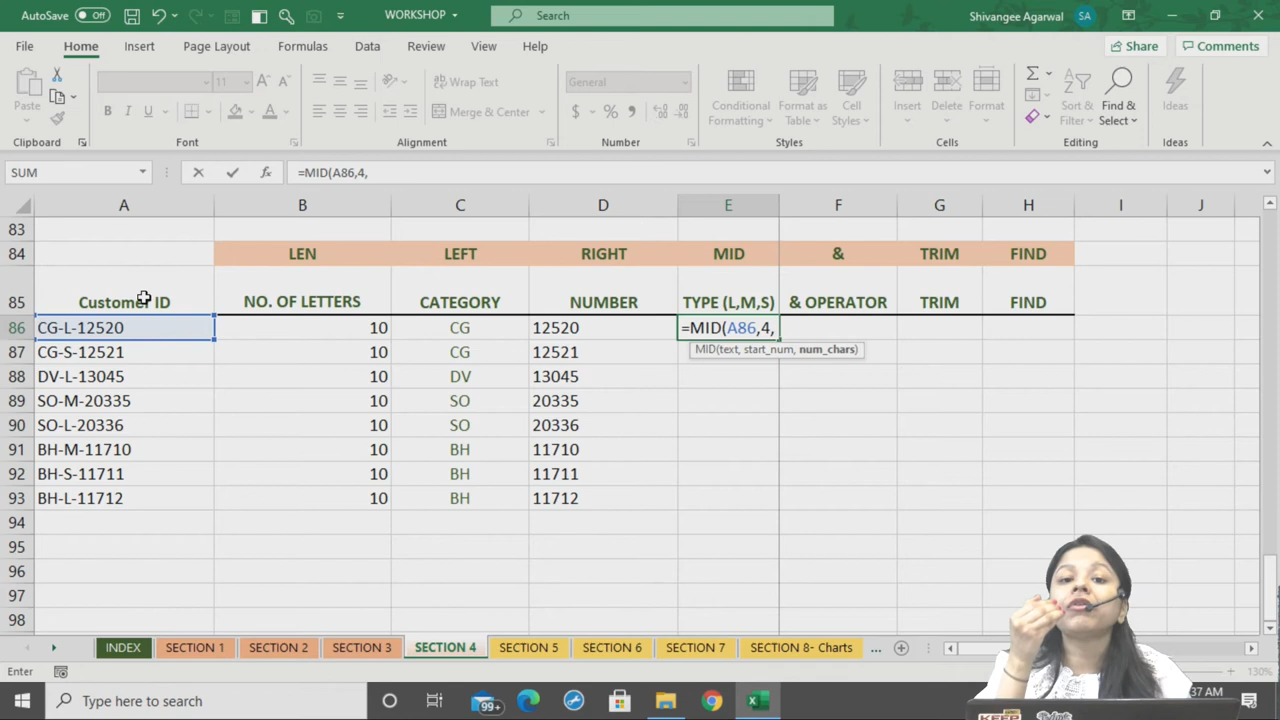 AutoSave Off WORKSHOP Search Shivangee Agarwal SA
File Home Insert Page Layout Formulas Data Review View Help Share Comments
Paste 11 Wrap Text General Conditional Formatting Format as Table Cell Styles Insert Delete Format Sort & Filter Find & Select Ideas
B I U Merge & Center $ %
Clipboard Font Alignment Number Styles Cells Editing Ideas
SUM fx =MID(A86,4,
A B C D E F G H I J
83
84 LEN LEFT RIGHT MID & TRIM FIND
85 Customer ID NO. OF LETTERS CATEGORY NUMBER TYPE (L,M,S) & OPERATOR TRIM FIND
86 CG-L-12520 10 CG 12520 =MID(A86,4,
MID(text, start_num, num_chars)
87 CG-S-12521 10 CG 12521
88 DV-L-13045 10 DV 13045
89 SO-M-20335 10 SO 20335
90 SO-L-20336 10 SO 20336
91 BH-M-11710 10 BH 11710
92 BH-S-11711 10 BH 11711
93 BH-L-11712 10 BH 11712
94
95
96
97
98
INDEX SECTION 1 SECTION 2 SECTION 3 SECTION 4 SECTION 5 SECTION 6 SECTION 7 SECTION 8- Charts ...
Enter 130%
Type here to search 99+ 37 AM
KEEP